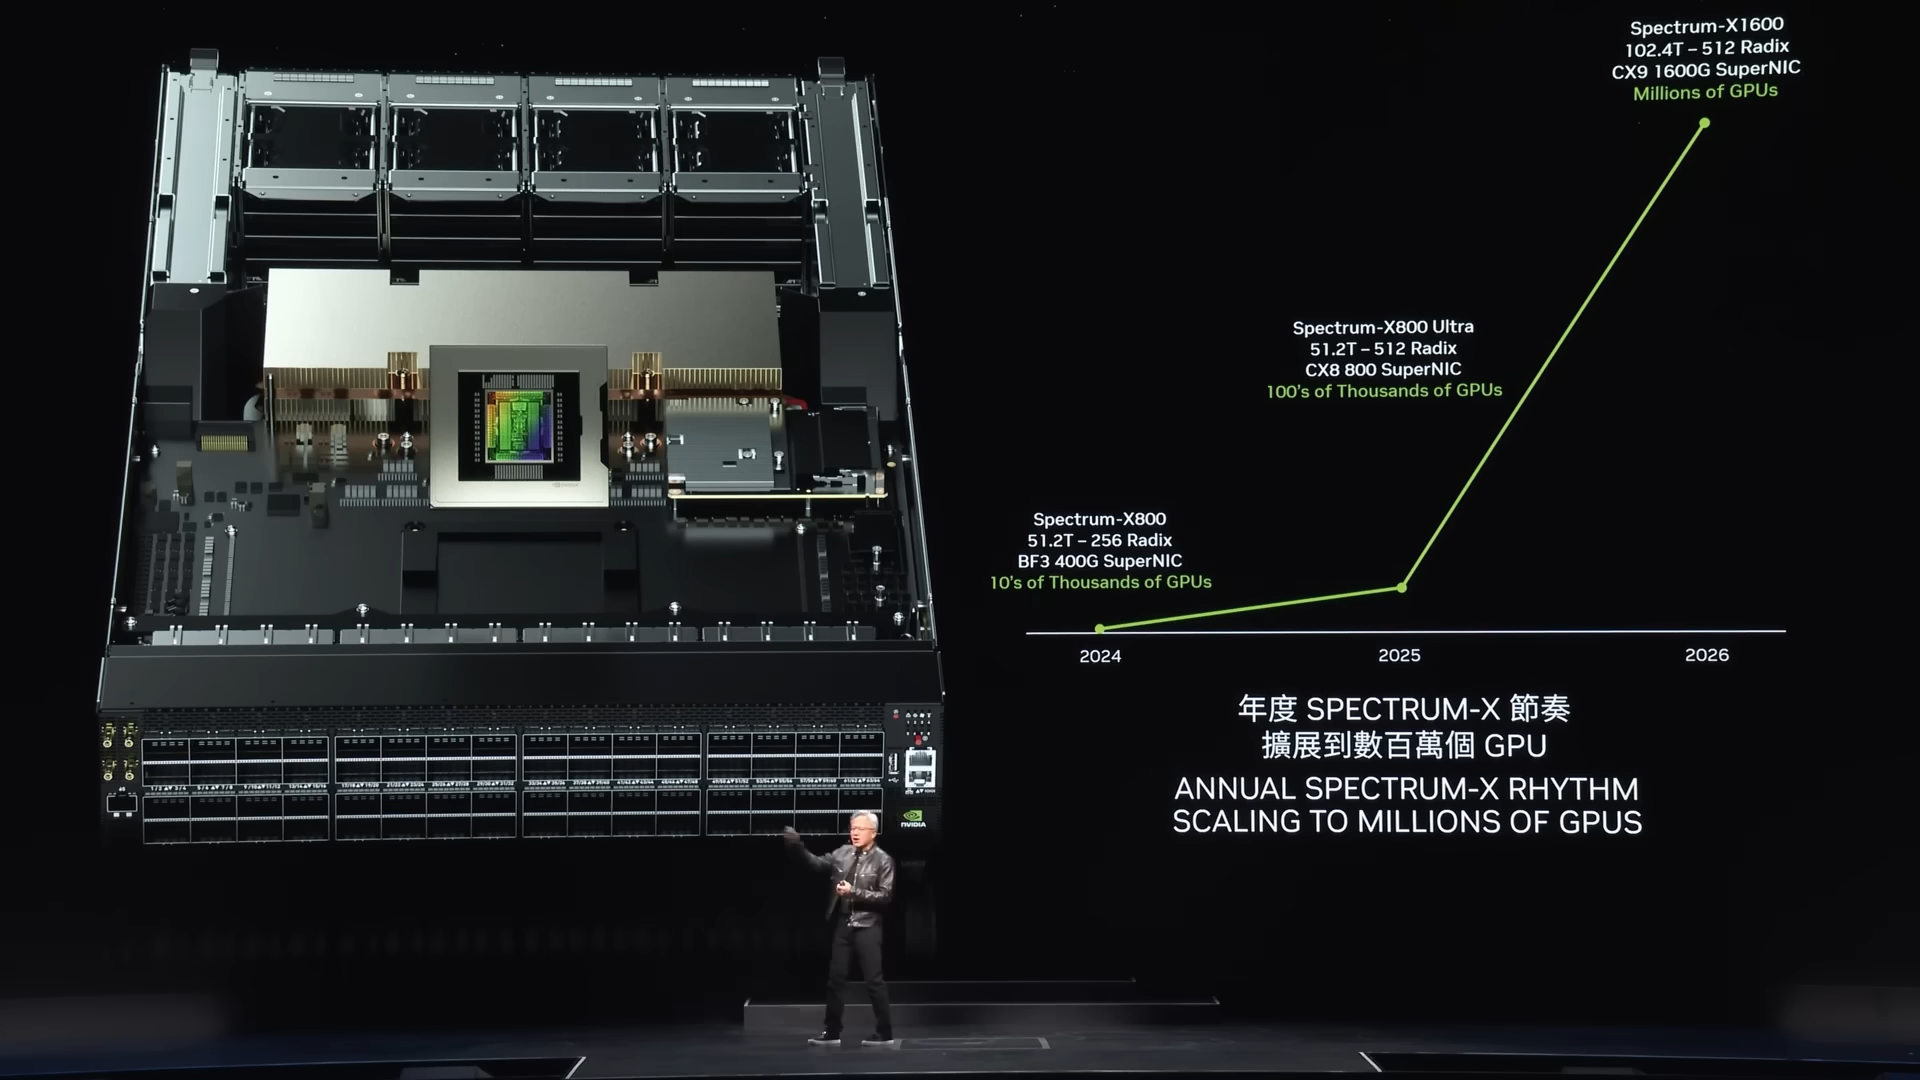 Spectrum-X1600
102.4T – 512 Radix
CX9 1600G SuperNIC
Millions of GPUs
Spectrum-X800 Ultra
51.2T – 512 Radix
CX8 800 SuperNIC
100's of Thousands of GPUs
Spectrum-X800
51.2T – 256 Radix
BF3 400G SuperNIC
10's of Thousands of GPUs
2024
2025
2026
年度 SPECTRUM-X 節奏
擴展到數百萬個 GPU
ANNUAL SPECTRUM-X RHYTHM
SCALING TO MILLIONS OF GPUS
NVIDIA